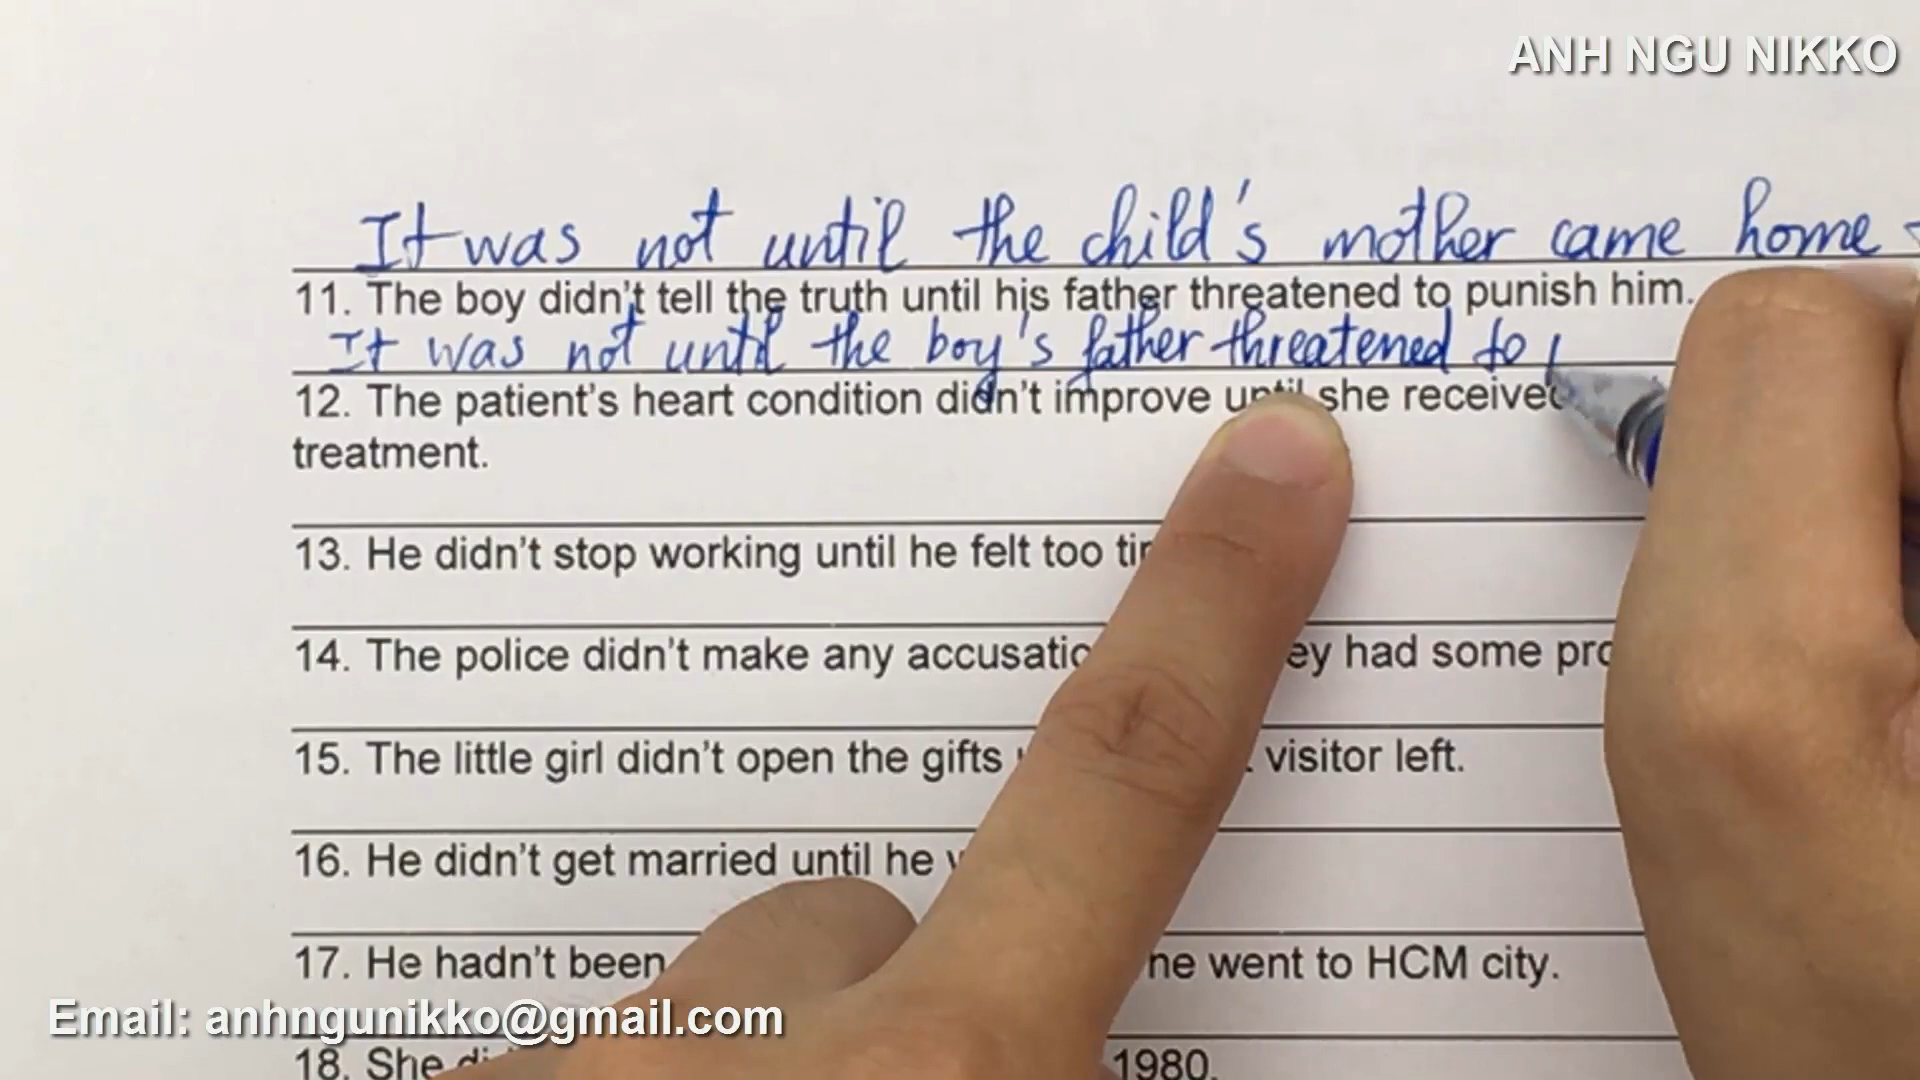 ANH NGU NIKKO
It was not until the child's mother came home
11. The boy didn't tell the truth until his father threatened to punish him.
It was not until the boy's father threatened to
12. The patient's heart condition didn't improve until she received
treatment.
13. He didn't stop working until he felt too
14. The police didn't make any had some
15. The little girl didn't open the gifts visitor left.
16. He didn't get married until he
17. He hadn't been went to HCM city.
Email: anhngunikko@gmail.com
18. She 1980.